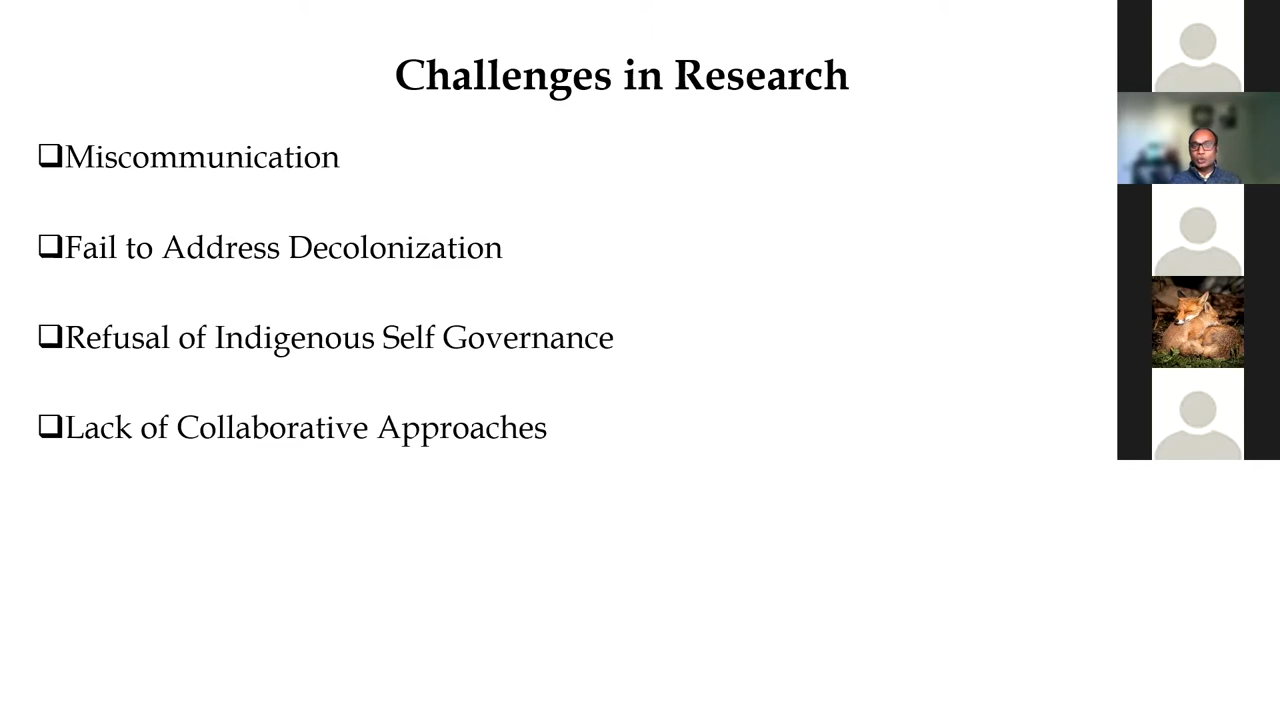 Challenges in Research
❑Miscommunication
❑Fail to Address Decolonization
❑Refusal of Indigenous Self Governance
❑Lack of Collaborative Approaches